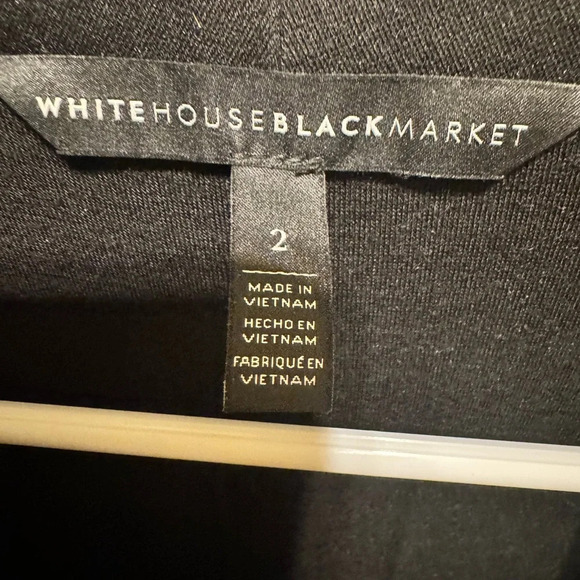 WHITEHOUSEBLACKMARKET
2
MADE IN
VIETNAM
HECHO EN
VIETNAM
FABRIQUÉ EN
VIETNAM